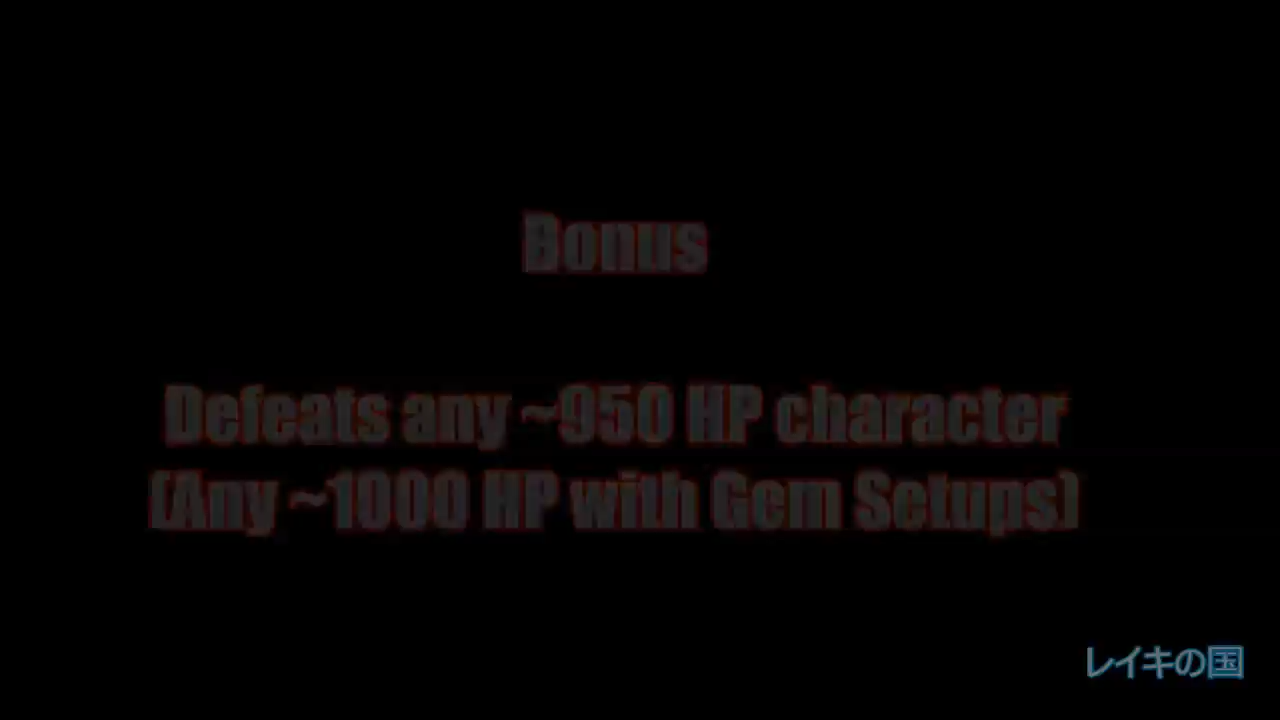 Bonus
Defeats any ~950 HP character
(Any ~1000 HP with Gem Setups)
レイキの国